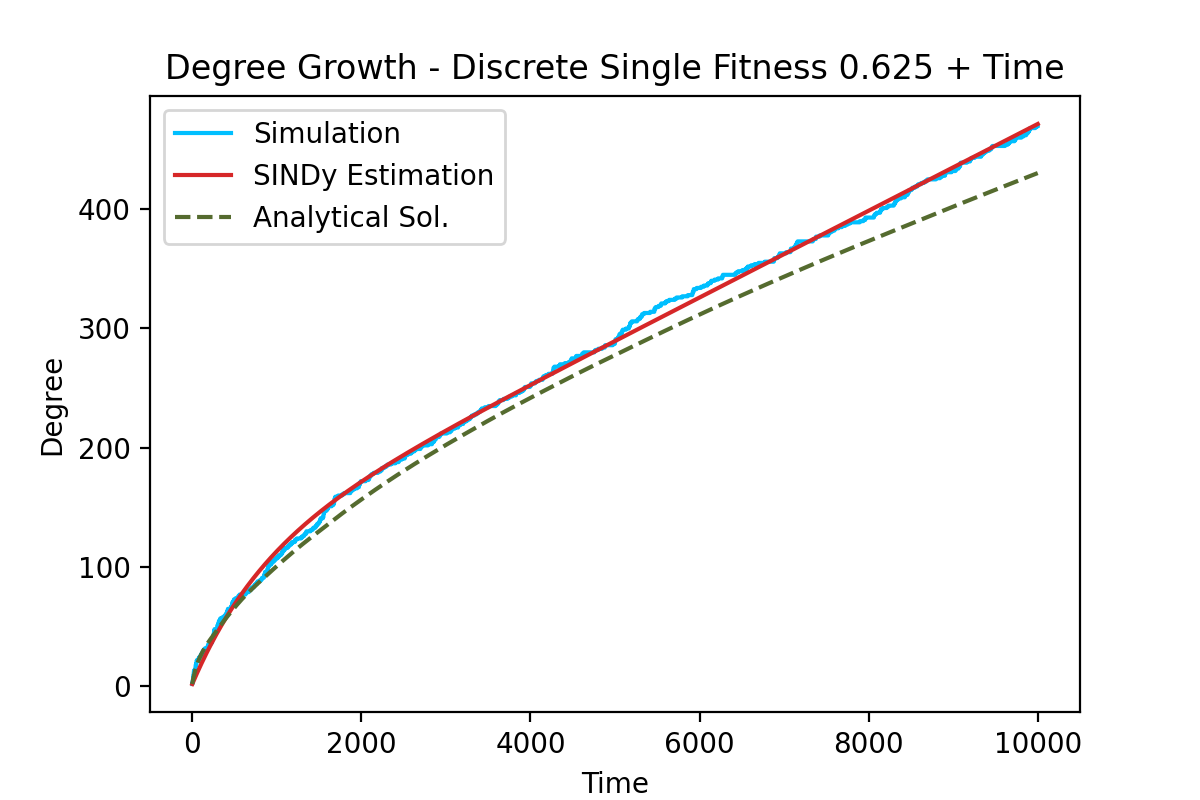 Degree Growth - Discrete Single Fitness 0.625 + Time
Simulation
SINDy Estimation
Analytical Sol.
400
300
200
100
0
Degree
0 2000 4000 6000 8000 10000
Time